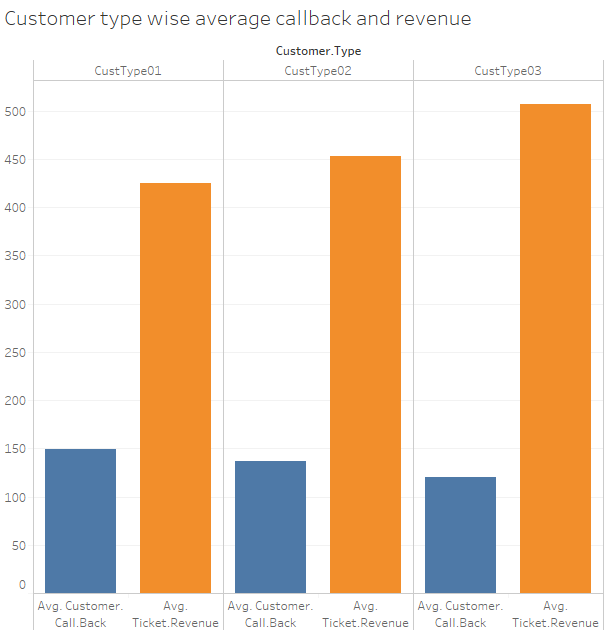 Customer type wise average callback and revenue
Customer.Type
CustType01 CustType02 CustType03
500
450
400
350
300
250
200
150
100
50
0
Avg. Customer. Avg. Avg. Customer. Avg. Avg. Customer. Avg.
Call.Back Ticket.Revenue Call.Back Ticket.Revenue Call.Back Ticket.Revenue